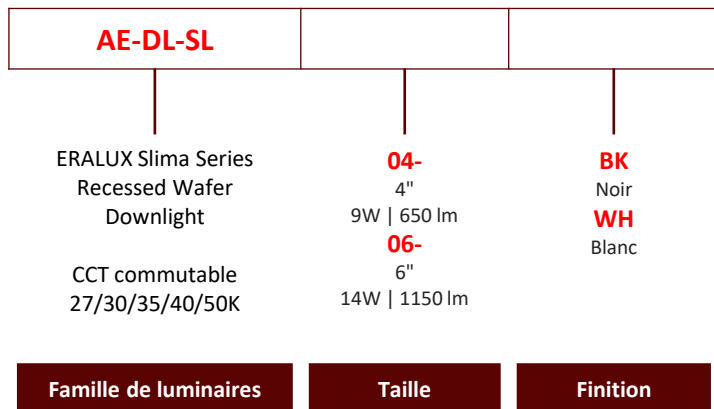 AE-DL-SL
ERALUX Slima Series
Recessed Wafer
Downlight
CCT commutable
27/30/35/40/50K
04-
4"
9W | 650 lm
06-
6"
14W | 1150 lm
BK
Noir
WH
Blanc
Famille de luminaires
Taille
Finition